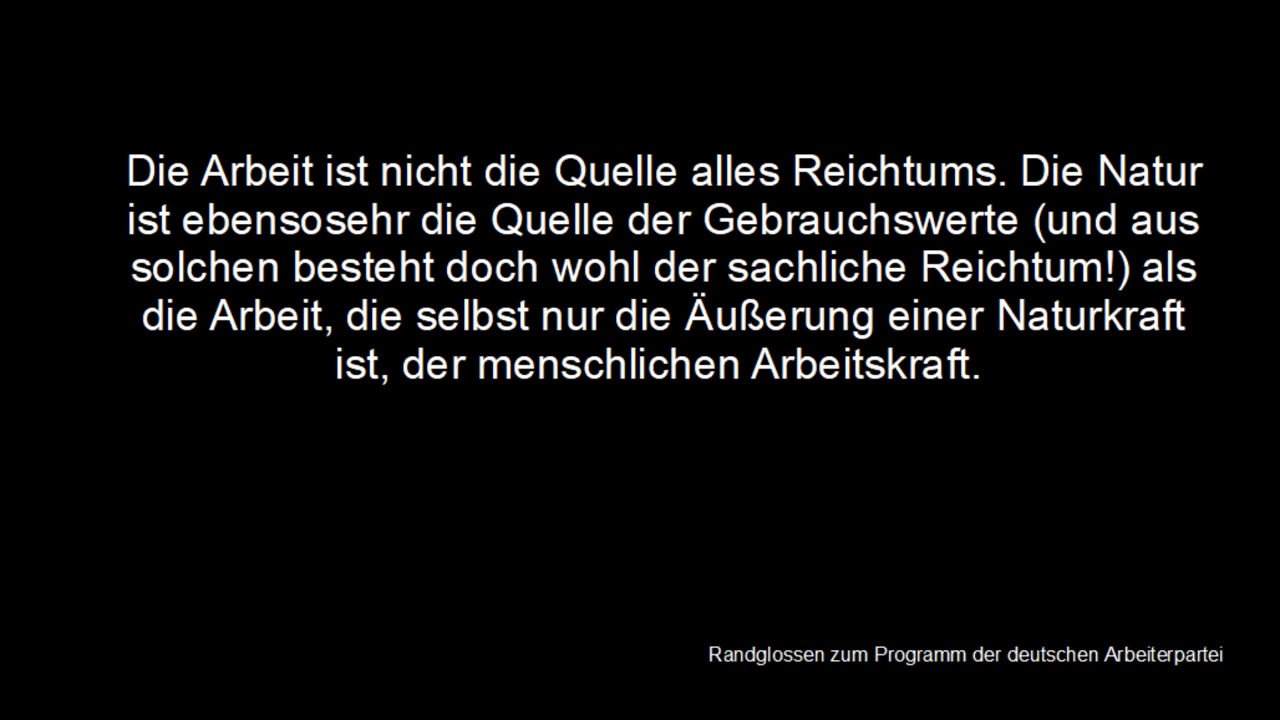 Die Arbeit ist nicht die Quelle alles Reichtums. Die Natur
ist ebensosehr die Quelle der Gebrauchswerte (und aus
solchen besteht doch wohl der sachliche Reichtum!) als
die Arbeit, die selbst nur die Äußerung einer Naturkraft
ist, der menschlichen Arbeitskraft.
Randglossen zum Programm der deutschen Arbeiterpartei